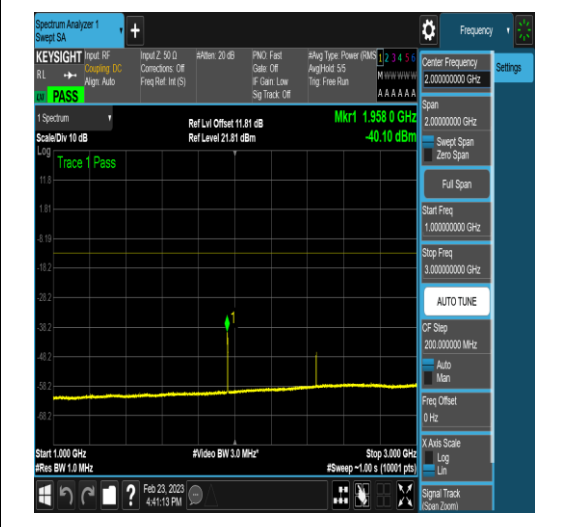 Spectrum Analyzer 1
Swept SA
+
Frequency
KEYSIGHT
RL
PASS
Input: RF
Coupling: DC
Align: Auto
Input Z: 50 Ω
Corrections: Off
Freq Ref: Int (S)
#Atten: 20 dB
PNO: Fast
Gate: Off
IF Gain: Low
Sig Track: Off
#Avg Type: Power (RMS
Avg|Hold: 5/5
Trig: Free Run
1 2 3 4 5 6
M w w w w w
A A A A A A
1 Spectrum
Scale/Div 10 dB
Ref Lvl Offset 11.81 dB
Ref Level 21.81 dBm
Mkr1 1.958 0 GHz
-40.10 dBm
Log
Trace 1 Pass
11.8
1.81
-8.19
-18.2
-28.2
-38.2
-48.2
-58.2
-68.2
1
Start 1.000 GHz
#Res BW 1.0 MHz
#Video BW 3.0 MHz*
Stop 3.000 GHz
#Sweep ~1.00 s (10001 pts)
Feb 23, 2023
4:41:13 PM
?
Center Frequency
2.000000000 GHz
Settings
Span
2.00000000 GHz
Swept Span
Zero Span
Full Span
Start Freq
1.000000000 GHz
Stop Freq
3.000000000 GHz
AUTO TUNE
CF Step
200.000000 MHz
Auto
Man
Freq Offset
0 Hz
X Axis Scale
Log
Lin
Signal Track
(Span Zoom)